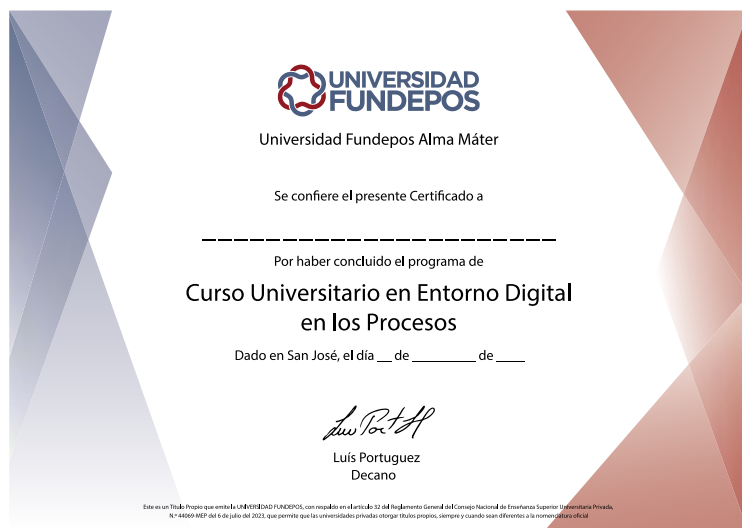 UNIVERSIDAD
FUNDEPOS
Universidad Fundepos Alma Máter
Se confiere el presente Certificado a
Por haber concluido el programa de
Curso Universitario en Entorno Digital
en los Procesos
Dado en San José, el día __ de ________ de ____
Luís Portuguez
Decano
Este es un Título Propio que emite la UNIVERSIDAD FUNDEPOS, con respaldo en el artículo 32 del Reglamento General del Consejo Nacional de Enseñanza Superior Universitaria Privada,
N.º 44069-MEP del 6 de julio del 2023, que permite que las universidades privadas otorgar títulos propios, siempre y cuando sean diferentes a la nomenclatura oficial